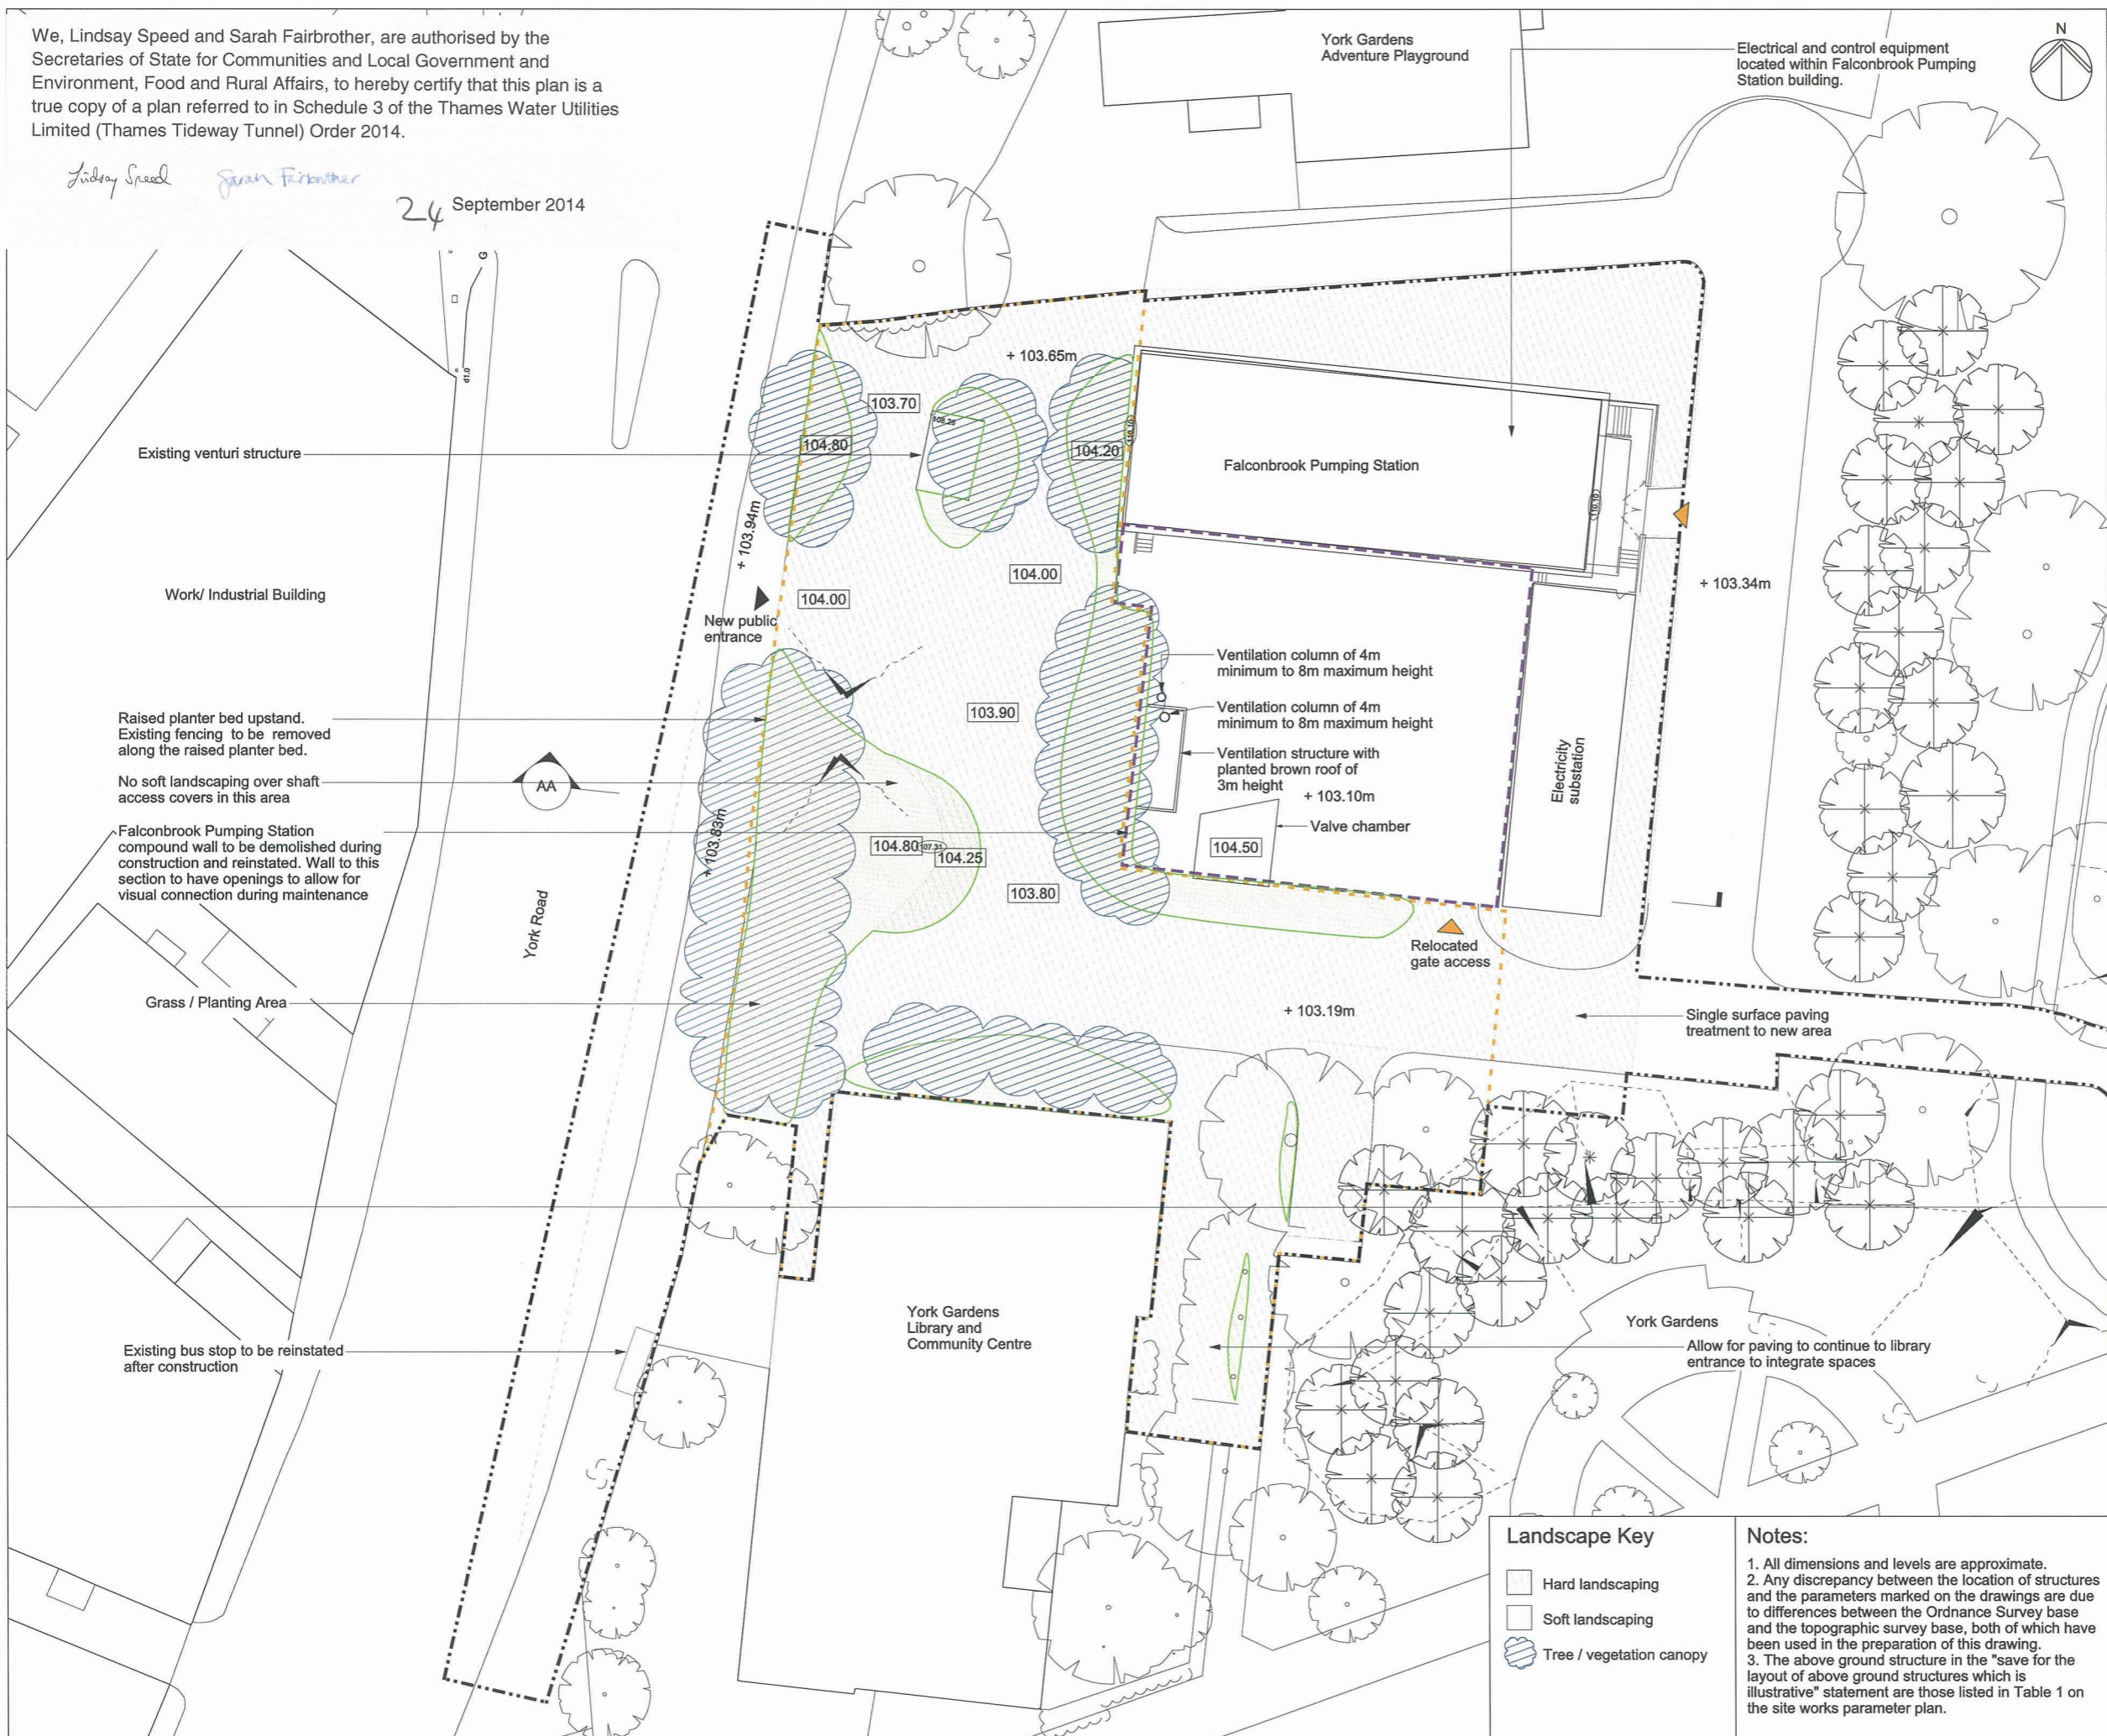 We, Lindsay Speed and Sarah Fairbrother, are authorised by the
Secretaries of State for Communities and Local Government and
Environment, Food and Rural Affairs, to hereby certify that this plan is a
true copy of a plan referred to in Schedule 3 of the Thames Water Utilities
Limited (Thames Tideway Tunnel) Order 2014.
Lindsay Speed Sarah Fairbrother
24 September 2014
York Gardens
Adventure Playground
Electrical and control equipment
located within Falconbrook Pumping
Station building.
N
G
d1.0
+ 103.65m
103.70
104.80
104.20
110.10
Existing venturi structure
Falconbrook Pumping Station
110.10
+ 103.94m
104.00
104.00
Work/ Industrial Building
New public
entrance
+ 103.34m
Ventilation column of 4m
minimum to 8m maximum height
Ventilation column of 4m
minimum to 8m maximum height
Ventilation structure with
planted brown roof of
3m height
+ 103.10m
Valve chamber
104.50
Electricity
substation
103.90
Raised planter bed upstand.
Existing fencing to be removed
along the raised planter bed.
No soft landscaping over shaft
access covers in this area
AA
Falconbrook Pumping Station
compound wall to be demolished during
construction and reinstated. Wall to this
section to have openings to allow for
visual connection during maintenance
+ 103.83m
104.80
107.31
104.25
103.80
York Road
Relocated
gate access
Grass / Planting Area
+ 103.19m
Single surface paving
treatment to new area
York Gardens
Library and
Community Centre
York Gardens
Allow for paving to continue to library
entrance to integrate spaces
Existing bus stop to be reinstated
after construction
Landscape Key
Hard landscaping
Soft landscaping
Tree / vegetation canopy
Notes:
1. All dimensions and levels are approximate.
2. Any discrepancy between the location of structures
and the parameters marked on the drawings are due
to differences between the Ordnance Survey base
and the topographic survey base, both of which have
been used in the preparation of this drawing.
3. The above ground structure in the "save for the
layout of above ground structures which is
illustrative" statement are those listed in Table 1 on
the site works parameter plan.